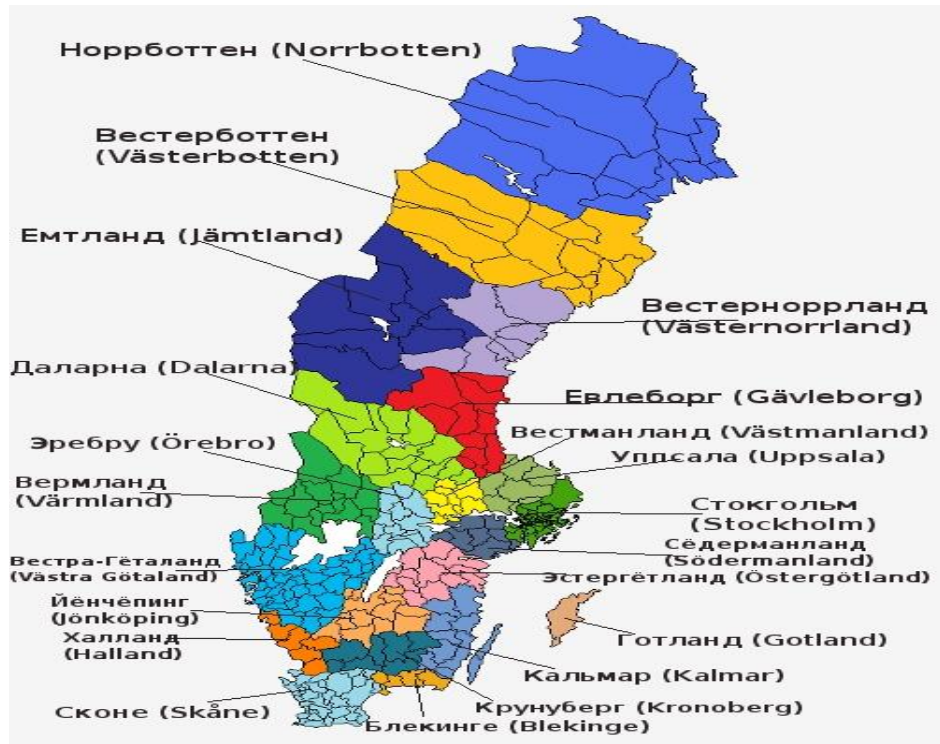 Норрботтен (Norrbotten)
Вестерботтен
(Västerbotten)
Емтланд (Jämtland)
Вестерноррланд
(Västernorrland)
Даларна (Dalarna)
Евлеборг (Gävleborg)
Вестманланд (Västmanland)
Эребру (Örebro)
Уппсала (Uppsala)
Вермланд
(Värmland)
Стокгольм
(Stockholm)
Сёдерманланд
(Södermanland)
Вестра-Гёталанд
(Västra Götaland)
Эстергётланд (Östergötland)
Йёнчёпинг
(Jönköping)
Халланд
(Halland)
Готланд (Gotland)
Кальмар (Kalmar)
Сконе (Skåne)
Крунуберг (Kronoberg)
Блекинге (Blekinge)